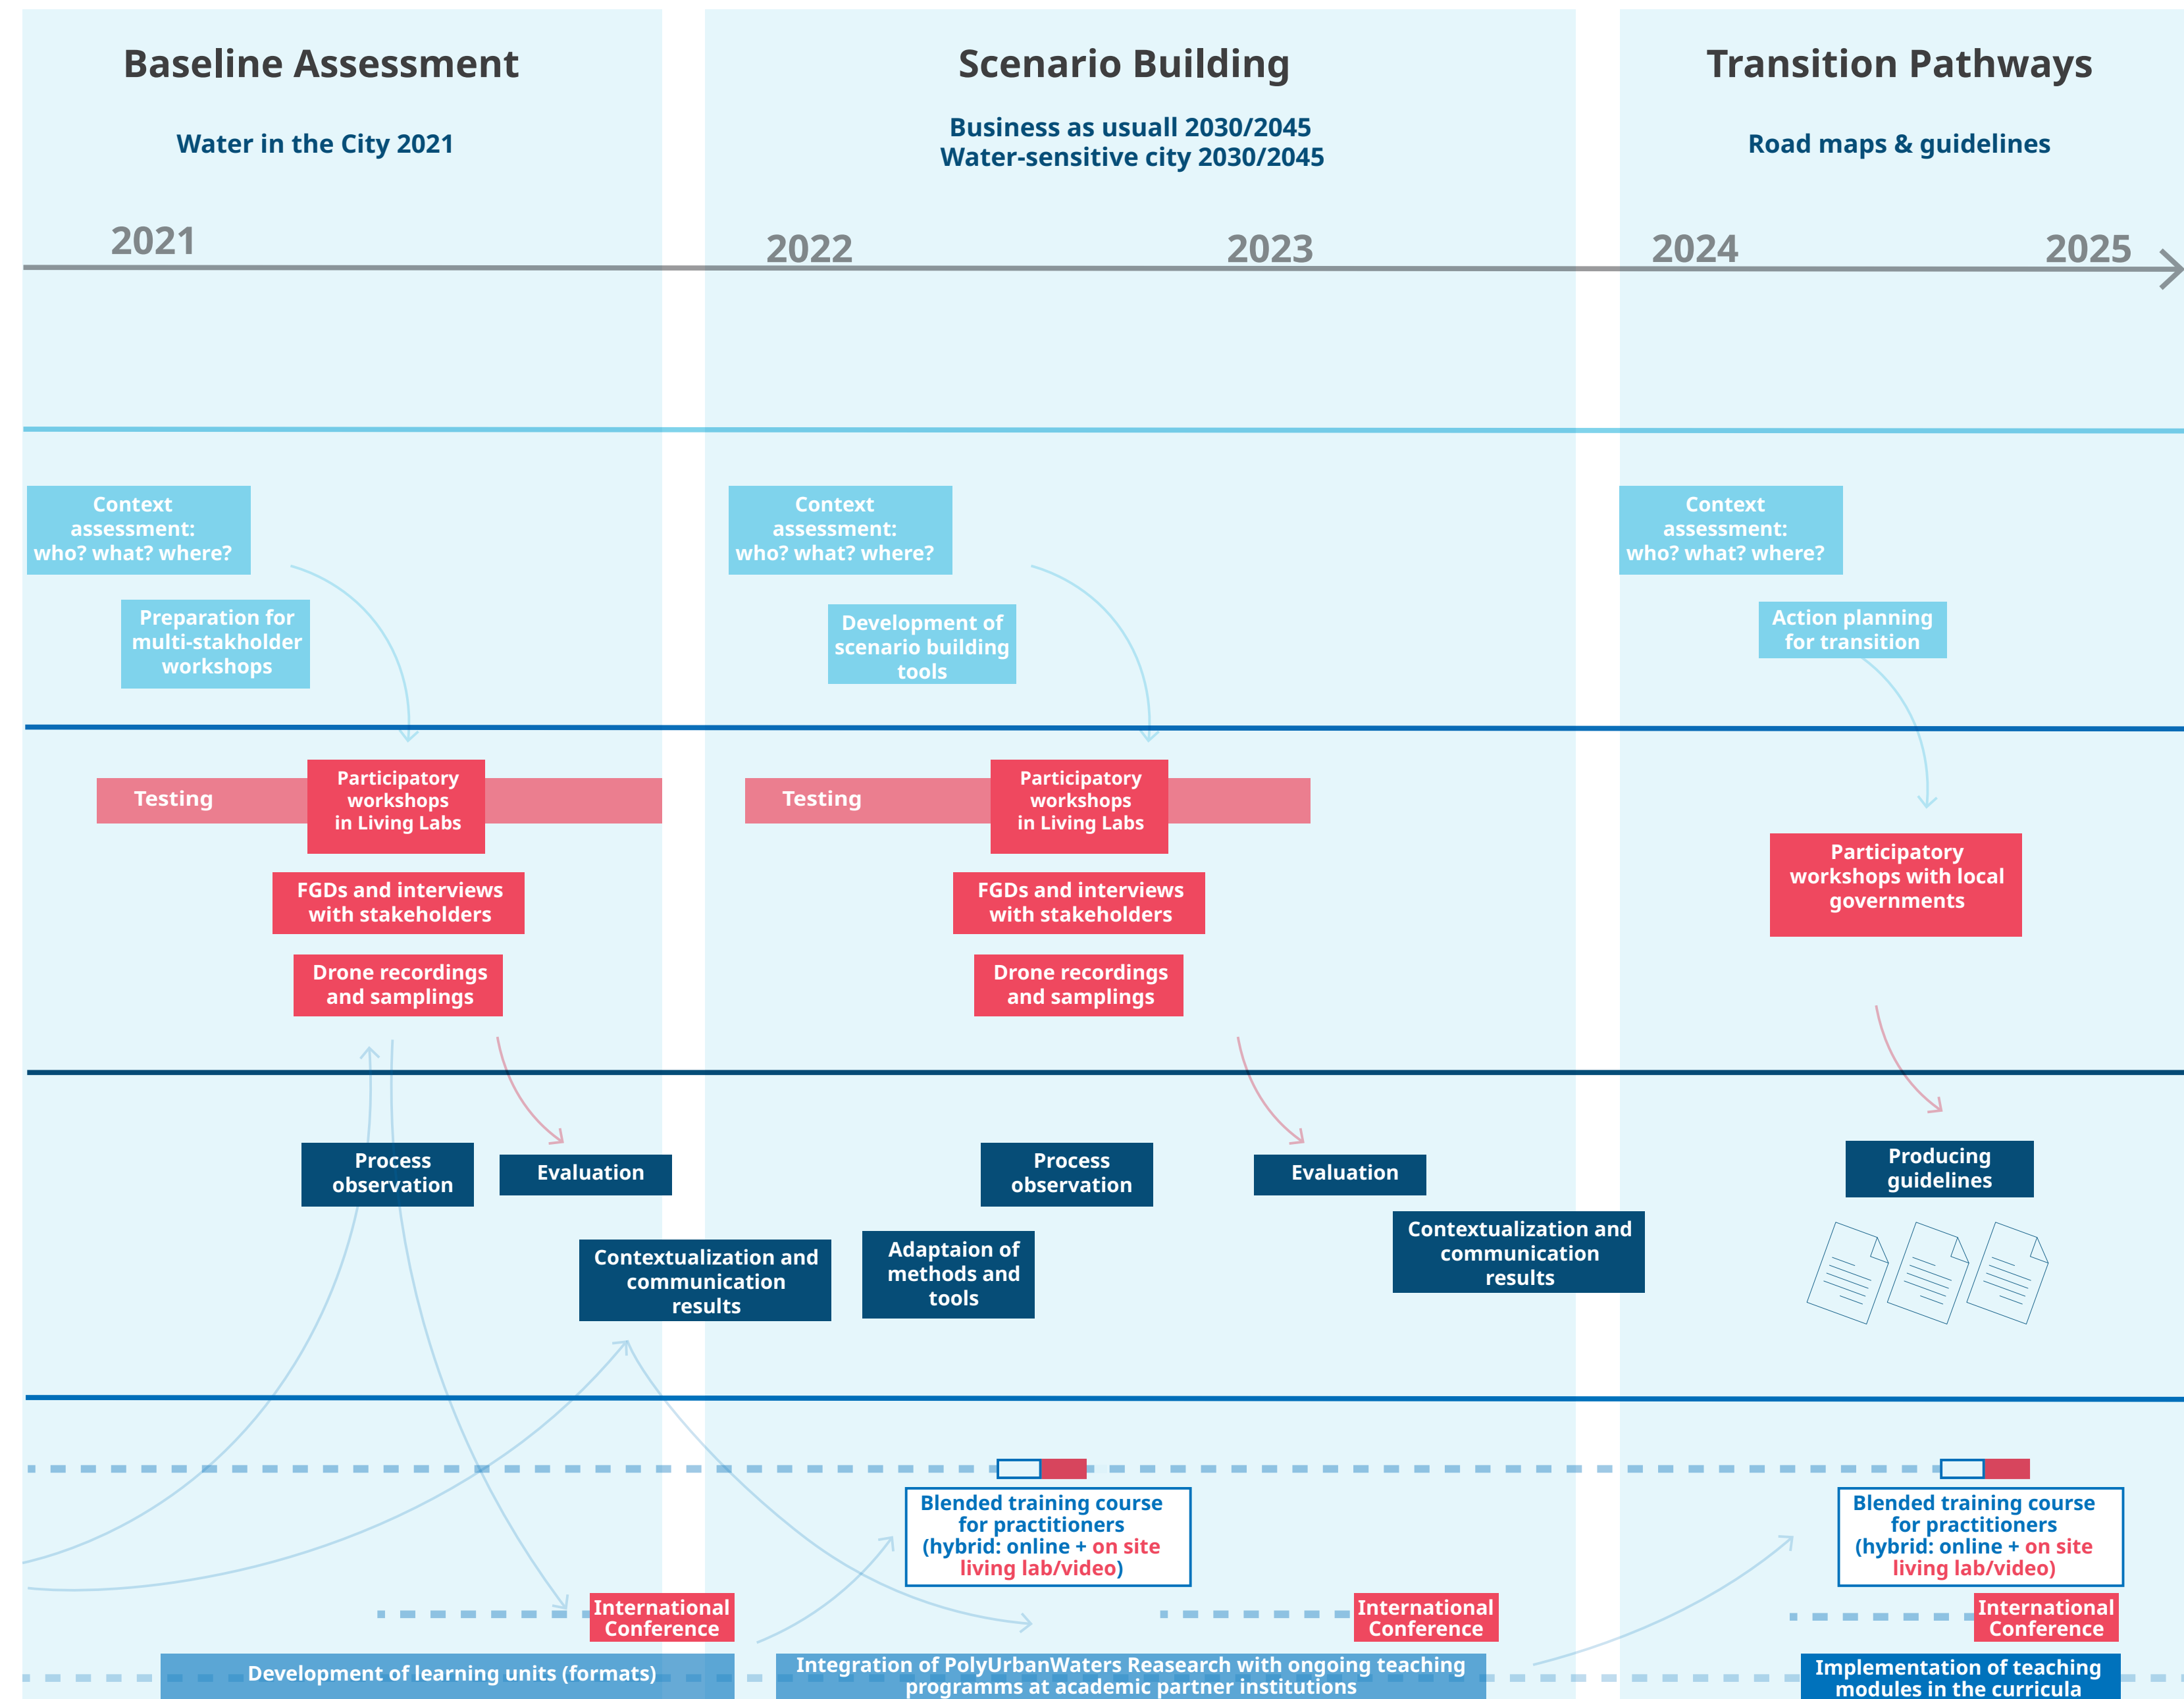 Baseline Assessment
Scenario Building
Transition Pathways
Water in the City 2021
Business as usuall 2030/2045
Water-sensitive city 2030/2045
Road maps & guidelines
2021
2022
2023
2024
2025
Context
assessment:
who? what? where?
Context
assessment:
who? what? where?
Context
assessment:
who? what? where?
Preparation for
multi-stakholder
workshops
Development of
scenario building
tools
Action planning
for transition
Testing
Participatory
workshops
in Living Labs
Testing
Participatory
workshops
in Living Labs
Participatory
workshops with local
governments
FGDs and interviews
with stakeholders
FGDs and interviews
with stakeholders
Drone recordings
and samplings
Drone recordings
and samplings
Process
observation
Evaluation
Process
observation
Evaluation
Producing
guidelines
Contextualization and
communication
results
Adaptaion of
methods and
tools
Contextualization and
communication
results
Blended training course
for practitioners
(hybrid: online + on site
living lab/video)
Blended training course
for practitioners
(hybrid: online + on site
living lab/video)
International
Conference
International
Conference
International
Conference
Development of learning units (formats)
Integration of PolyUrbanWaters Reasearch with ongoing teaching
programms at academic partner institutions
Implementation of teaching
modules in the curricula